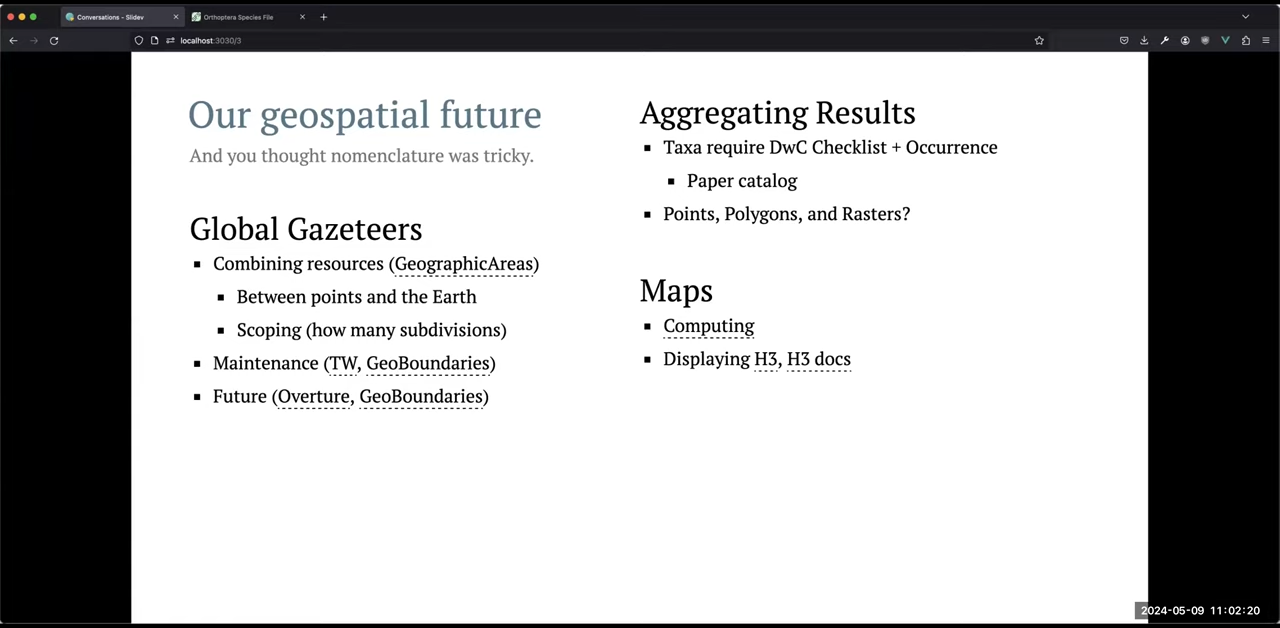 Conversations - Slidev
Orthoptera Species File
localhost:3030/3
Our geospatial future
And you thought nomenclature was tricky.
Global Gazeteers
Combining resources (GeographicAreas)
Between points and the Earth
Scoping (how many subdivisions)
Maintenance (TW, GeoBoundaries)
Future (Overture, GeoBoundaries)
Aggregating Results
Taxa require DwC Checklist + Occurrence
Paper catalog
Points, Polygons, and Rasters?
Maps
Computing
Displaying H3, H3 docs
2024-05-09 11:02:20